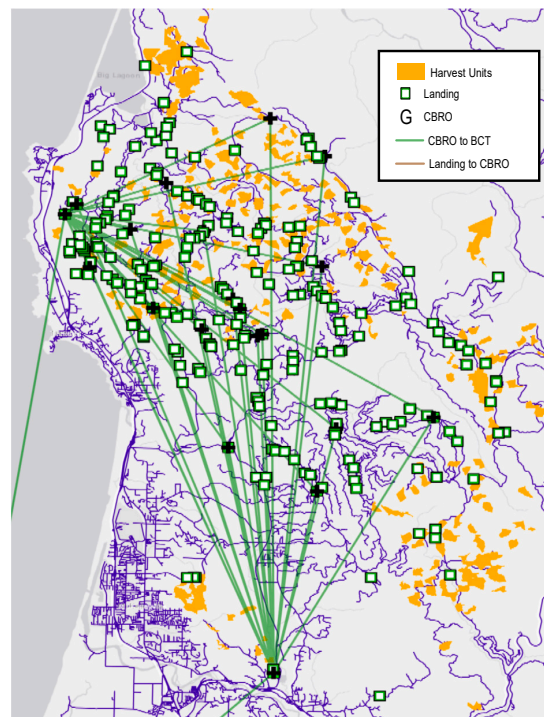 Big Lagoon
Harvest Units
Landing
G CBRO
CBRO to BCT
Landing to CBRO